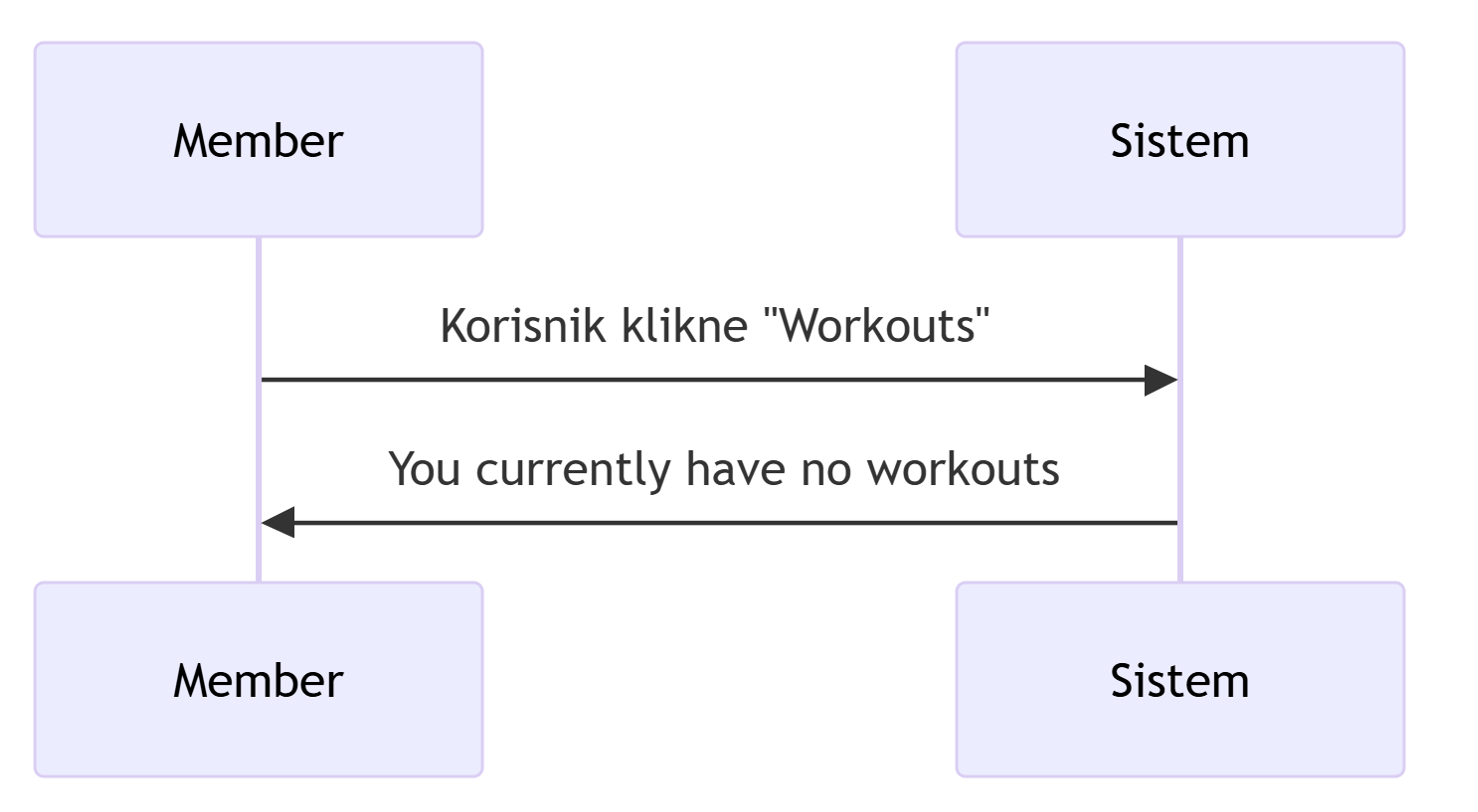 Member
Sistem
Korisnik klikne "Workouts"
You currently have no workouts
Member
Sistem